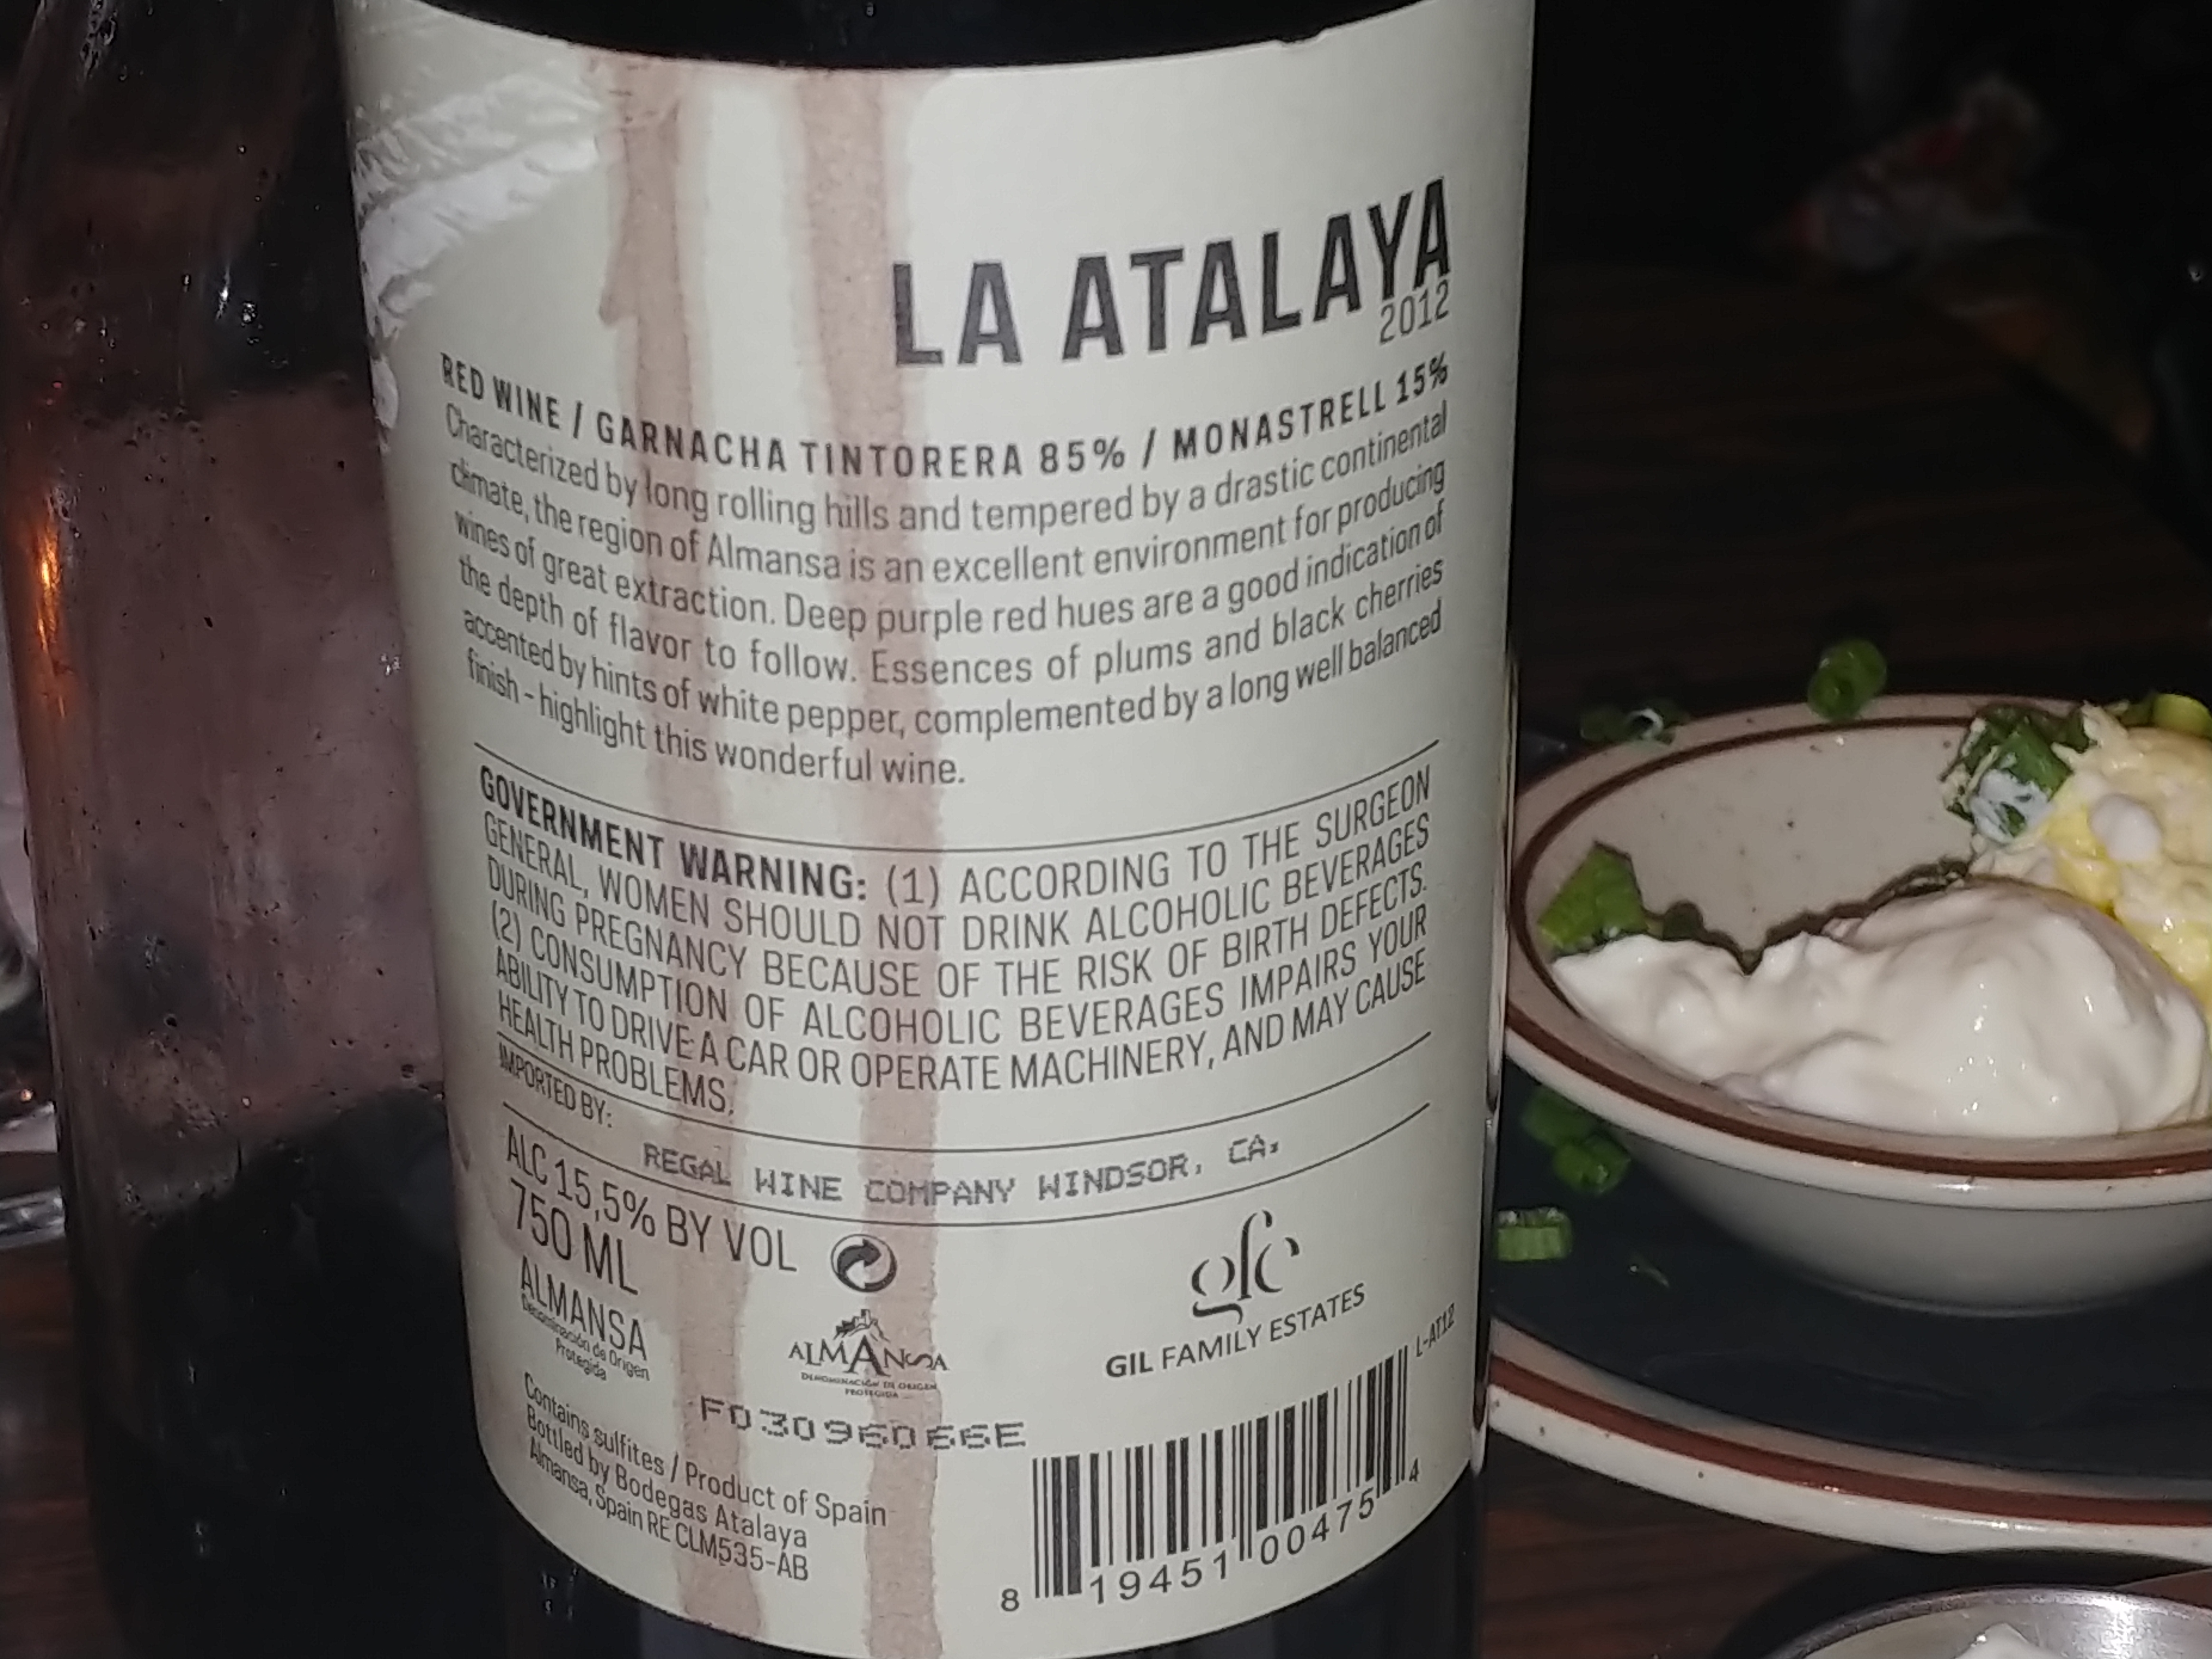 LA ATALAYA
2012
RED WINE / GARNACHA TINTORERA 85% / MONASTRELL 15%
Characterized by long rolling hills and tempered by a drastic continental
climate, the region of Almansa is an excellent environment for producing
wines of great extraction. Deep purple red hues are a good indication of
the depth of flavor to follow. Essences of plums and black cherries
accented by hints of white pepper, complemented by a long well balanced
finish - highlight this wonderful wine.
GOVERNMENT WARNING: (1) ACCORDING TO THE SURGEON
GENERAL, WOMEN SHOULD NOT DRINK ALCOHOLIC BEVERAGES
DURING PREGNANCY BECAUSE OF THE RISK OF BIRTH DEFECTS.
(2) CONSUMPTION OF ALCOHOLIC BEVERAGES IMPAIRS YOUR
ABILITY TO DRIVE A CAR OR OPERATE MACHINERY, AND MAY CAUSE
HEALTH PROBLEMS.
IMPORTED BY:
REGAL WINE COMPANY WINDSOR, CA.
ALC 15,5% BY VOL
750 ML
ALMANSA
Denominación de Origen
Protegida
ALMANSA
DENOMINACIÓN DE ORIGEN
PROTEGIDA
gfe
GIL FAMILY ESTATES
L-AT12
F03096066E
Contains sulfites / Product of Spain
Bottled by Bodegas Atalaya
Almansa, Spain RE CLM535-AB
8 19451 00475 4